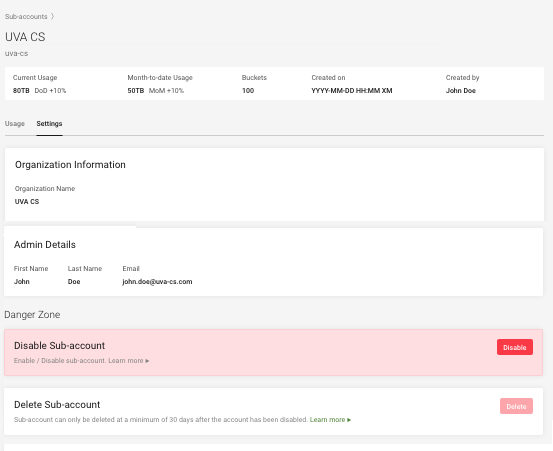 Sub-accounts 〉
UVA CS
uva-cs
Current Usage Month-to-date Usage Buckets Created on Created by
80TB DoD +10% 50TB MoM +10% 100 YYYY-MM-DD HH:MM XM John Doe
Usage Settings
Organization Information
Organization Name
UVA CS
Admin Details
First Name Last Name Email
John Doe john.doe@uva-cs.com
Danger Zone
Disable Sub-account
Disable
Enable / Disable sub-account. Learn more ▸
Delete Sub-account
Delete
Sub-account can only be deleted at a minimum of 30 days after the account has been disabled. Learn more ▸